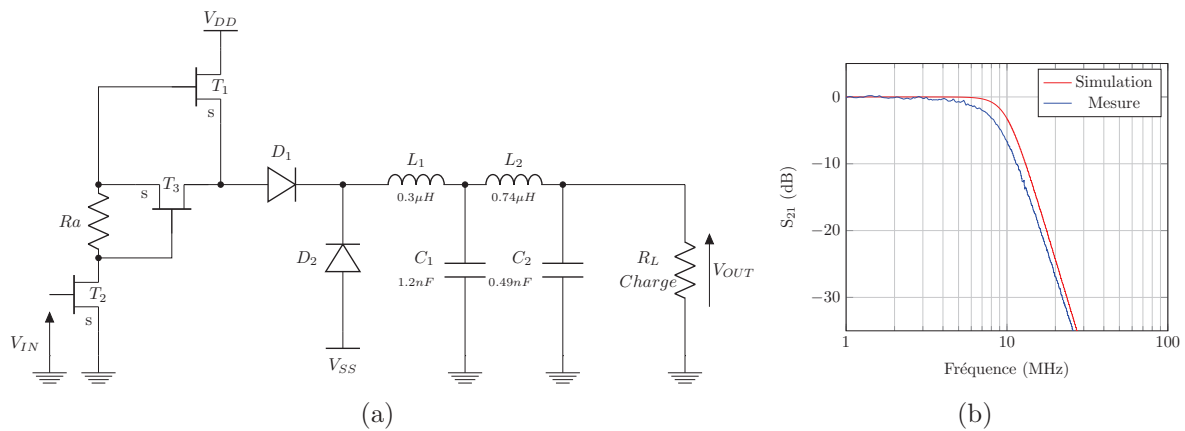 V_DD
T_1
s
D_1
L_1
0.3μH
L_2
0.74μH
s
T_3
Ra
D_2
C_1
1.2nF
C_2
0.49nF
R_L
Charge
V_OUT
T_2
s
V_IN
V_SS
(a)
Simulation
Mesure
S_21 (dB)
0
−10
−20
−30
1
10
100
Fréquence (MHz)
(b)